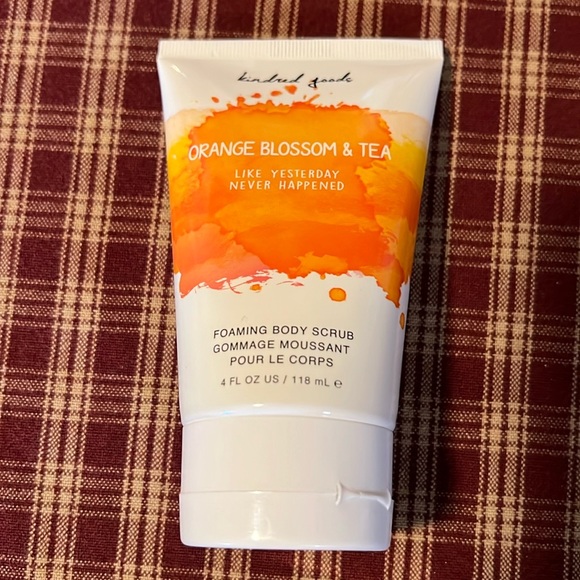 kindred goods
ORANGE BLOSSOM & TEA
LIKE YESTERDAY
NEVER HAPPENED
FOAMING BODY SCRUB
GOMMAGE MOUSSANT
POUR LE CORPS
4 FL OZ US / 118 mL ℮